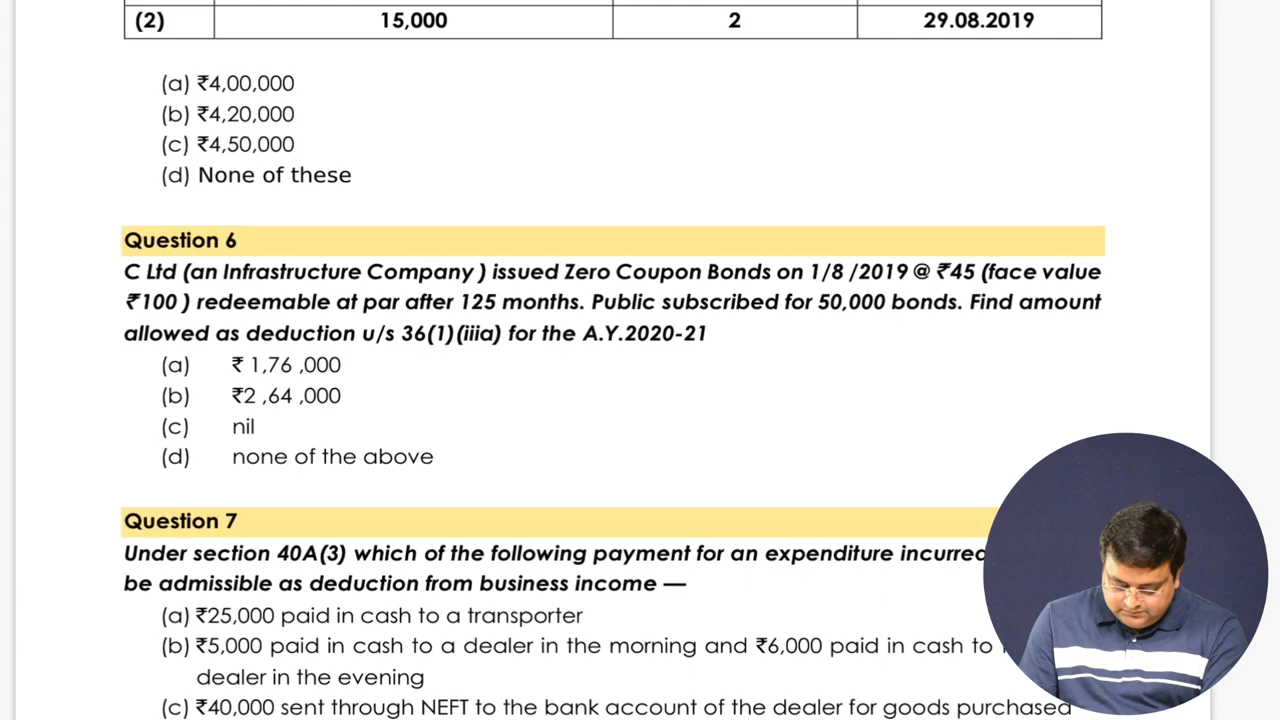 (2) 15,000 2 29.08.2019
(a) ₹4,00,000
(b) ₹4,20,000
(c) ₹4,50,000
(d) None of these
Question 6
C Ltd (an Infrastructure Company ) issued Zero Coupon Bonds on 1/8 /2019 @ ₹45 (face value
₹100 ) redeemable at par after 125 months. Public subscribed for 50,000 bonds. Find amount
allowed as deduction u/s 36(1)(iiia) for the A.Y.2020-21
(a) ₹ 1,76 ,000
(b) ₹2 ,64 ,000
(c) nil
(d) none of the above
Question 7
Under section 40A(3) which of the following payment for an expenditure incurred
be admissible as deduction from business income —
(a) ₹25,000 paid in cash to a transporter
(b) ₹5,000 paid in cash to a dealer in the morning and ₹6,000 paid in cash to
dealer in the evening
(c) ₹40,000 sent through NEFT to the bank account of the dealer for goods purchased